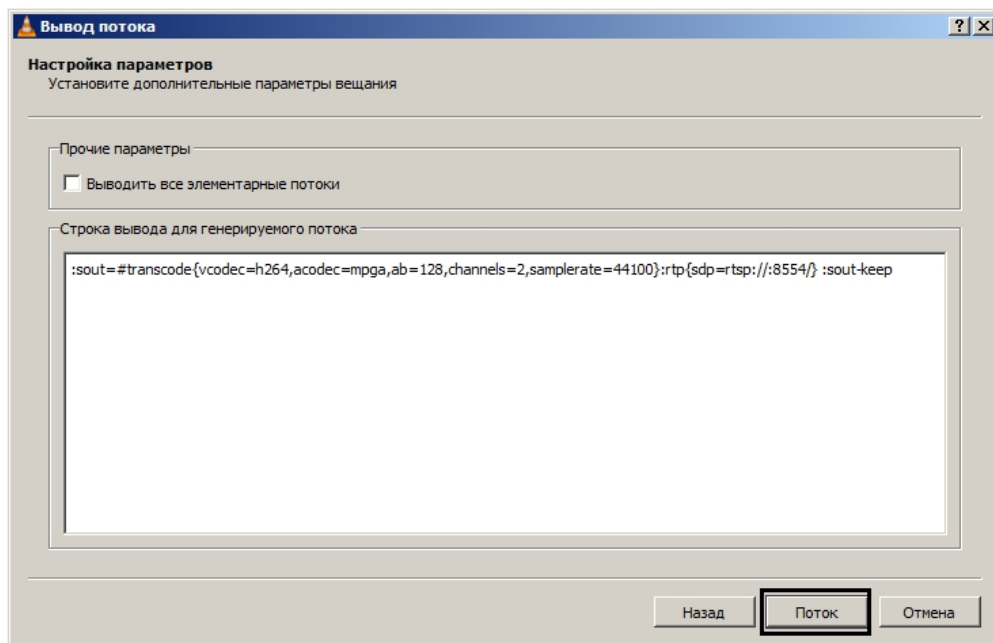 Вывод потока
Настройка параметров
Установите дополнительные параметры вещания
Прочие параметры
Выводить все элементарные потоки
Строка вывода для генерируемого потока
:sout=#transcode{vcodec=h264,acodec=mpga,ab=128,channels=2,samplerate=44100}:rtp{sdp=rtsp://:8554/} :sout-keep
Назад
Поток
Отмена